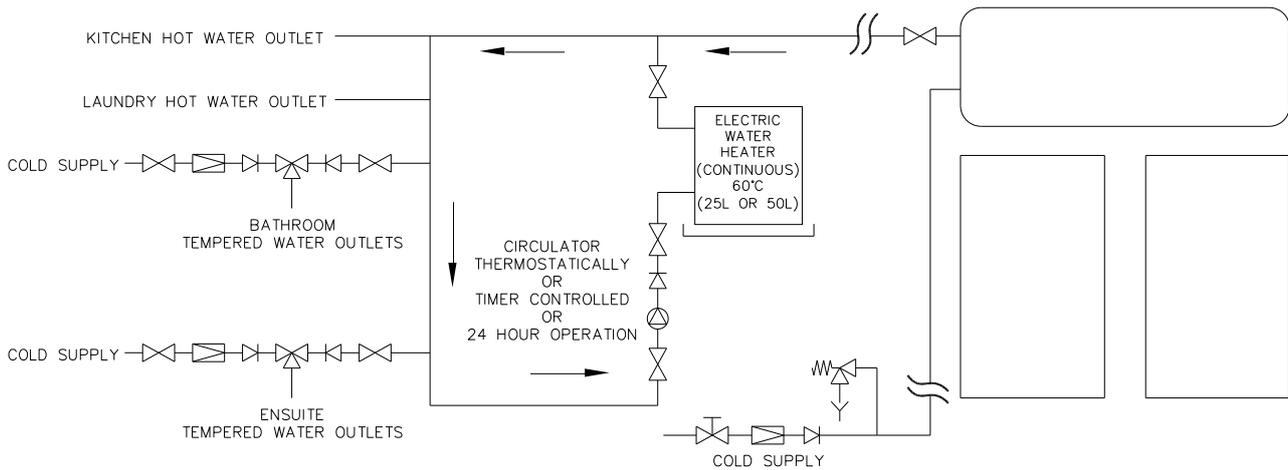 KITCHEN HOT WATER OUTLET
LAUNDRY HOT WATER OUTLET
COLD SUPPLY
BATHROOM
TEMPERED WATER OUTLETS
ELECTRIC
WATER
HEATER
(CONTINUOUS)
60°C
(25L OR 50L)
CIRCULATOR
THERMOSTATICALLY
OR
TIMER CONTROLLED
OR
24 HOUR OPERATION
COLD SUPPLY
ENSUITE
TEMPERED WATER OUTLETS
COLD SUPPLY